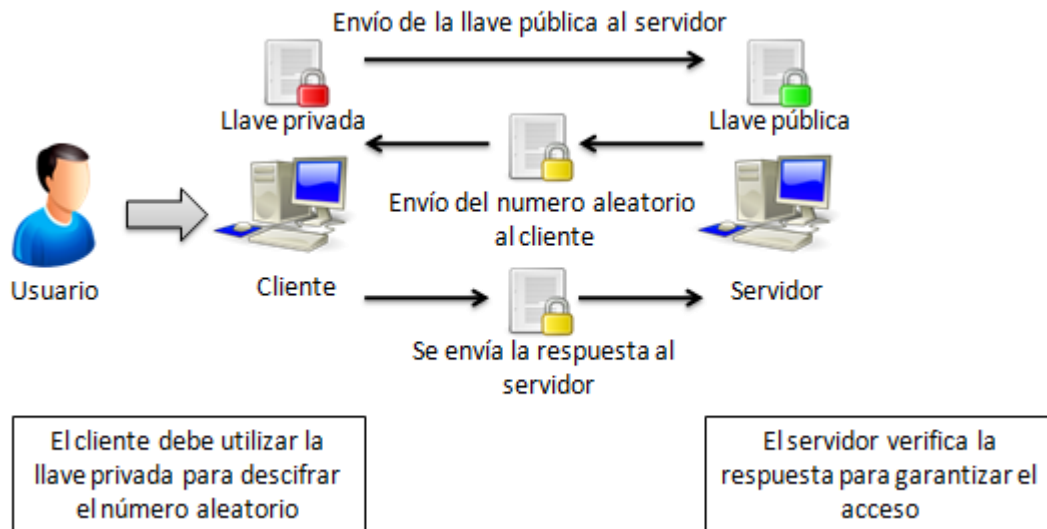 Envío de la llave pública al servidor
Llave privada
Llave pública
Envío del numero aleatorio
al cliente
Usuario
Cliente
Servidor
Se envía la respuesta al
servidor
El cliente debe utilizar la
llave privada para descifrar
el número aleatorio
El servidor verifica la
respuesta para garantizar el
acceso